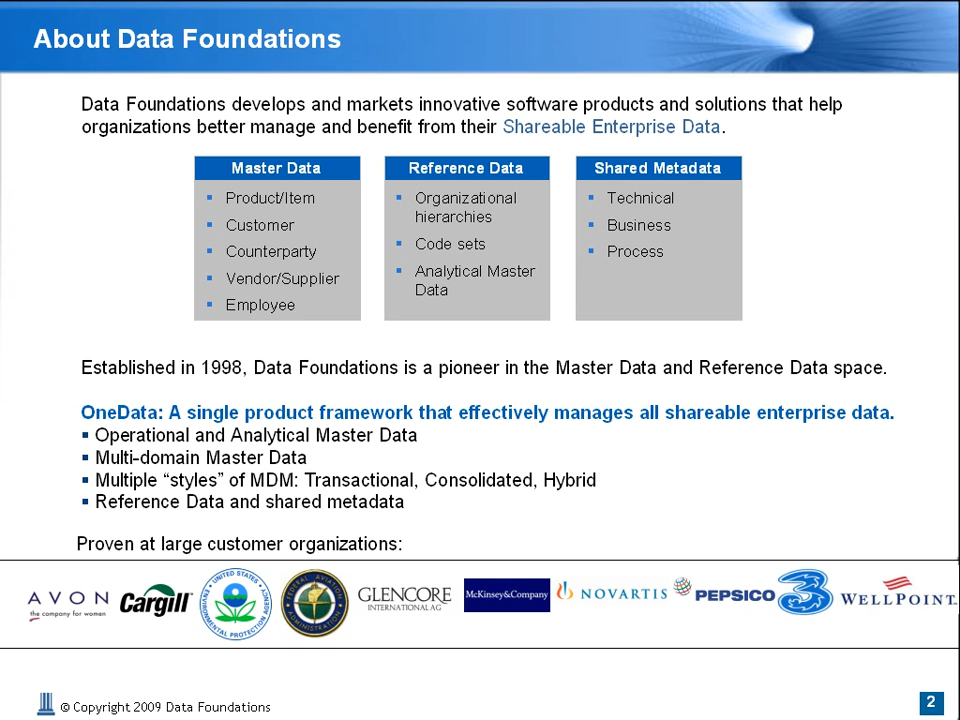 About Data Foundations
Data Foundations develops and markets innovative software products and solutions that help
organizations better manage and benefit from their Shareable Enterprise Data.
Master Data
Product/Item
Customer
Counterparty
Vendor/Supplier
Employee
Reference Data
Organizational
hierarchies
Code sets
Analytical Master
Data
Shared Metadata
Technical
Business
Process
Established in 1998, Data Foundations is a pioneer in the Master Data and Reference Data space.
OneData: A single product framework that effectively manages all shareable enterprise data.
Operational and Analytical Master Data
Multi-domain Master Data
Multiple “styles” of MDM: Transactional, Consolidated, Hybrid
Reference Data and shared metadata
Proven at large customer organizations:
AVON
the company for women
Cargill
UNITED STATES
ENVIRONMENTAL PROTECTION AGENCY
FEDERAL AVIATION
ADMINISTRATION
GLENCORE
INTERNATIONAL AG
McKinsey&Company
NOVARTIS
PEPSICO
3
WELLPOINT.
© Copyright 2009 Data Foundations
2